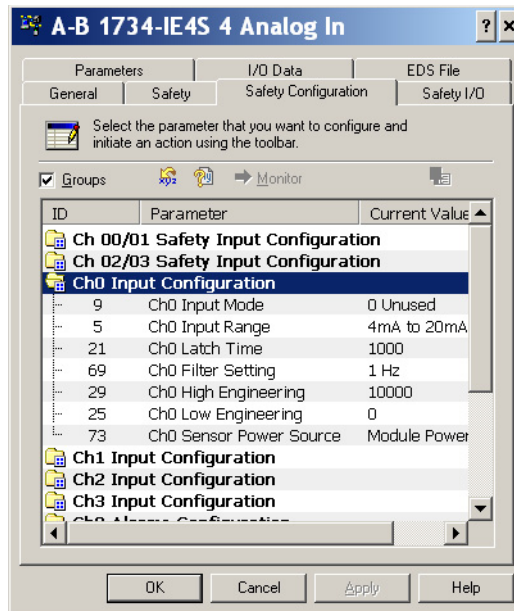 A-B 1734-IE4S 4 Analog In
? ×
Parameters I/O Data EDS File
General Safety Safety Configuration Safety I/O
Select the parameter that you want to configure and
initiate an action using the toolbar.
Groups xyz Monitor
ID Parameter Current Value
Ch 00/01 Safety Input Configuration
Ch 02/03 Safety Input Configuration
Ch0 Input Configuration
9 Ch0 Input Mode 0 Unused
5 Ch0 Input Range 4mA to 20mA
21 Ch0 Latch Time 1000
69 Ch0 Filter Setting 1 Hz
29 Ch0 High Engineering 10000
25 Ch0 Low Engineering 0
73 Ch0 Sensor Power Source Module Power
Ch1 Input Configuration
Ch2 Input Configuration
Ch3 Input Configuration
OK Cancel Apply Help